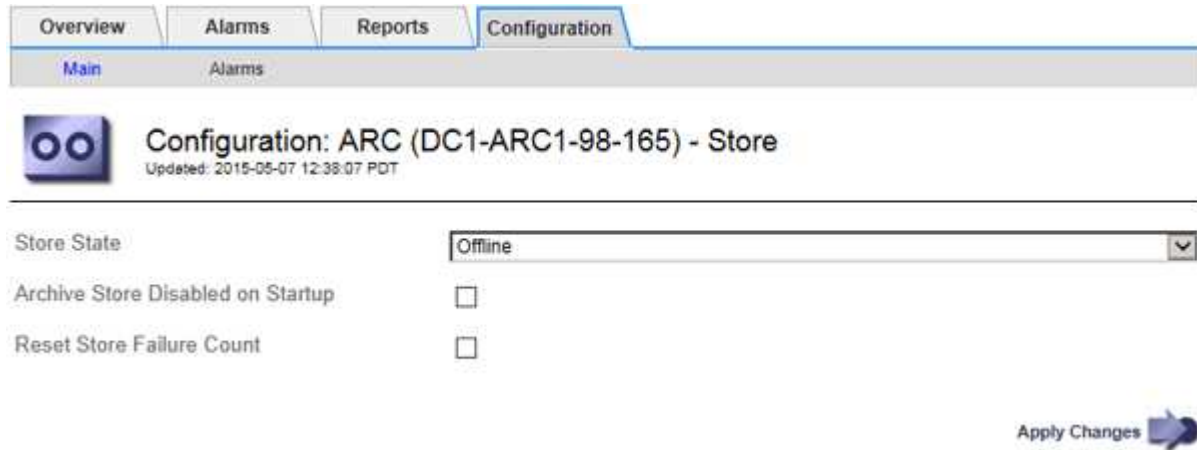 Overview Alarms Reports Configuration
Main Alarms
Configuration: ARC (DC1-ARC1-98-165) - Store
Updated: 2015-05-07 12:38:07 PDT
Store State Offline
Archive Store Disabled on Startup
Reset Store Failure Count
Apply Changes